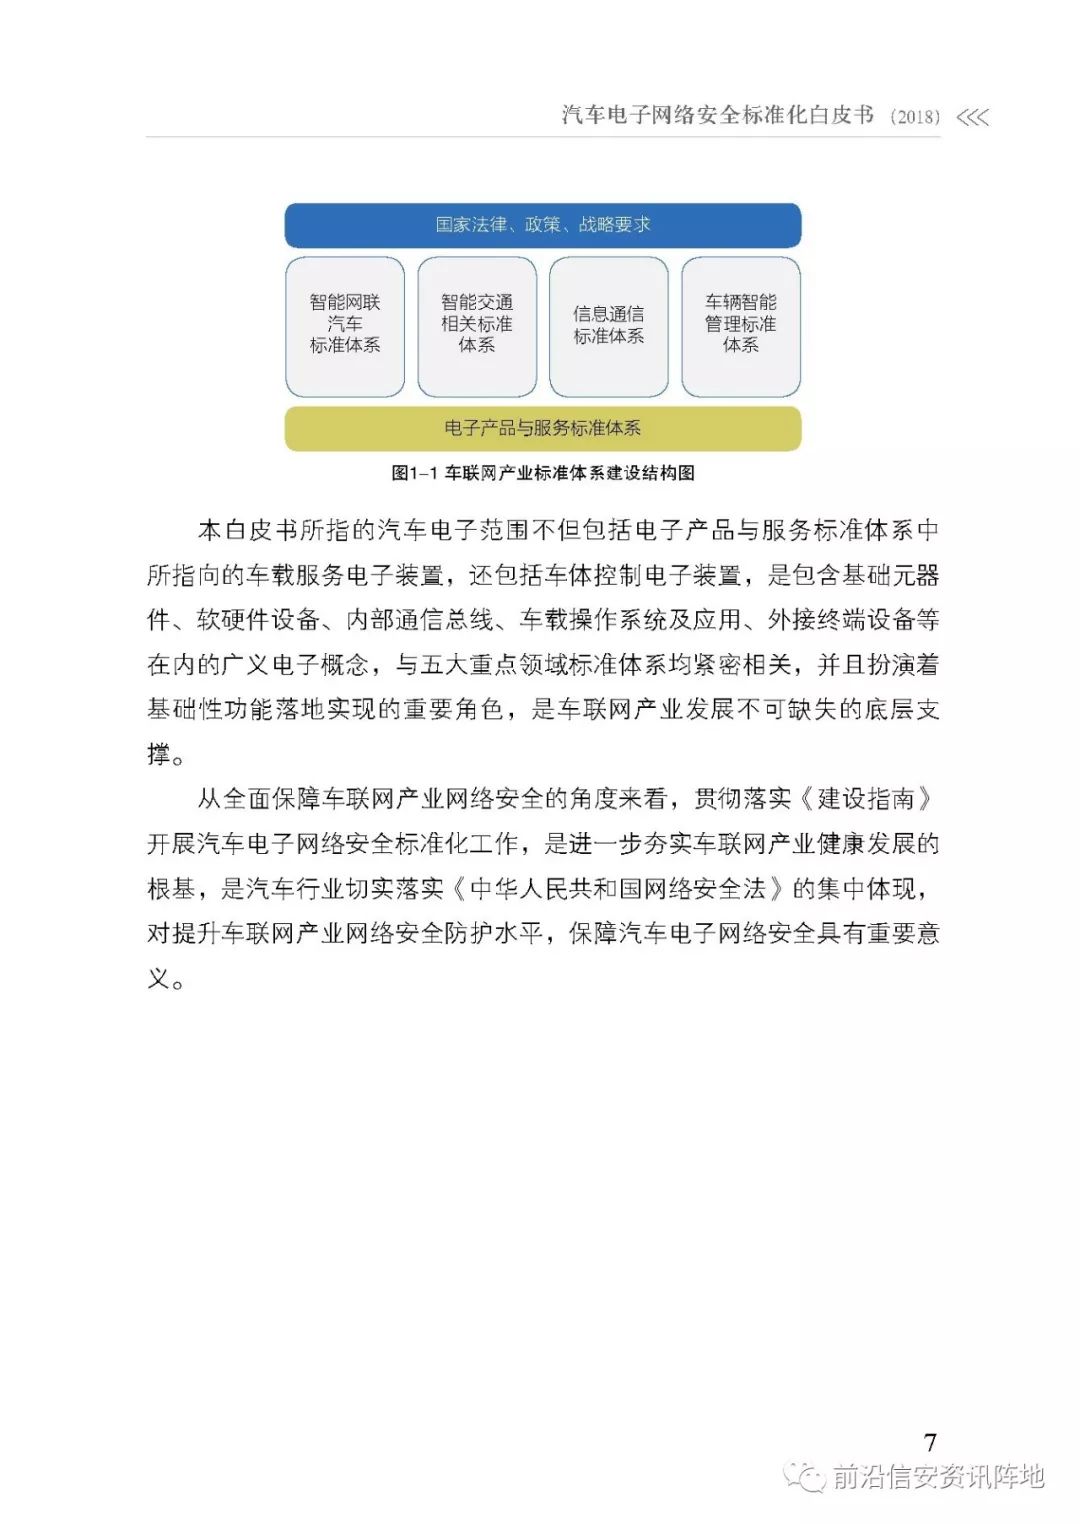 汽车电子网络安全标准化白皮书 (2018)
国家法律、政策、战略要求
智能网联
汽车
标准体系
智能交通
相关标准
体系
信息通信
标准体系
车辆智能
管理标准
体系
电子产品与服务标准体系
图1-1 车联网产业标准体系建设结构图
本白皮书所指的汽车电子范围不但包括电子产品与服务标准体系中
所指向的车载服务电子装置，还包括车体控制电子装置，是包含基础元器
件、软硬件设备、内部通信总线、车载操作系统及应用、外接终端设备等
在内的广义电子概念，与五大重点领域标准体系均紧密相关，并且扮演着
基础性功能落地实现的重要角色，是车联网产业发展不可缺失的底层支
撑。
从全面保障车联网产业网络安全的角度来看，贯彻落实《建设指南》
开展汽车电子网络安全标准化工作，是进一步夯实车联网产业健康发展的
根基，是汽车行业切实落实《中华人民共和国网络安全法》的集中体现，
对提升车联网产业网络安全防护水平，保障汽车电子网络安全具有重要意
义。
7
前沿信安资讯阵地